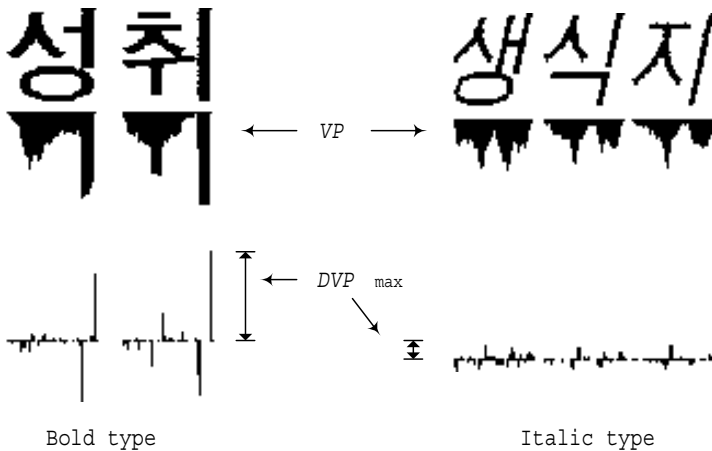 성취
생식지
VP
DVP max
Bold type
Italic type